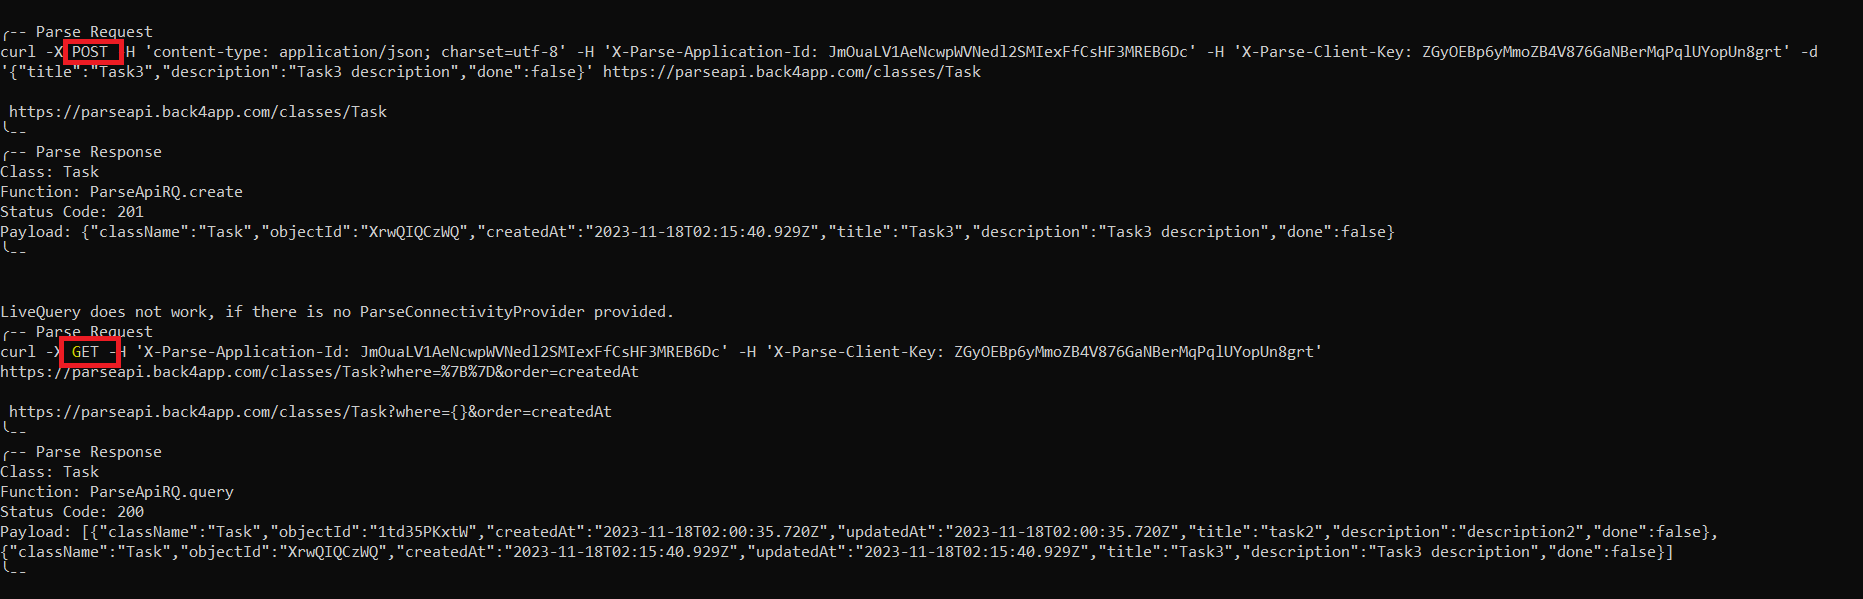 ╭-- Parse Request
curl -X POST -H 'content-type: application/json; charset=utf-8' -H 'X-Parse-Application-Id: JmOuaLV1AeNcwpWVNedl2SMIexFfCsHF3MREB6Dc' -H 'X-Parse-Client-Key: ZGyOEBp6yMmoZB4V876GaNBerMqPqlUYopUn8grt' -d
'{"title":"Task3","description":"Task3 description","done":false}' https://parseapi.back4app.com/classes/Task
https://parseapi.back4app.com/classes/Task
╰--
╭-- Parse Response
Class: Task
Function: ParseApiRQ.create
Status Code: 201
Payload: {"className":"Task","objectId":"XrwQIQCzWQ","createdAt":"2023-11-18T02:15:40.929Z","title":"Task3","description":"Task3 description","done":false}
╰--
LiveQuery does not work, if there is no ParseConnectivityProvider provided.
╭-- Parse Request
curl -X GET -H 'X-Parse-Application-Id: JmOuaLV1AeNcwpWVNedl2SMIexFfCsHF3MREB6Dc' -H 'X-Parse-Client-Key: ZGyOEBp6yMmoZB4V876GaNBerMqPqlUYopUn8grt'
https://parseapi.back4app.com/classes/Task?where=%7B%7D&order=createdAt
https://parseapi.back4app.com/classes/Task?where={}&order=createdAt
╰--
╭-- Parse Response
Class: Task
Function: ParseApiRQ.query
Status Code: 200
Payload: [{"className":"Task","objectId":"1td35PKxtW","createdAt":"2023-11-18T02:00:35.720Z","updatedAt":"2023-11-18T02:00:35.720Z","title":"task2","description":"description2","done":false},
{"className":"Task","objectId":"XrwQIQCzWQ","createdAt":"2023-11-18T02:15:40.929Z","updatedAt":"2023-11-18T02:15:40.929Z","title":"Task3","description":"Task3 description","done":false}]
╰--